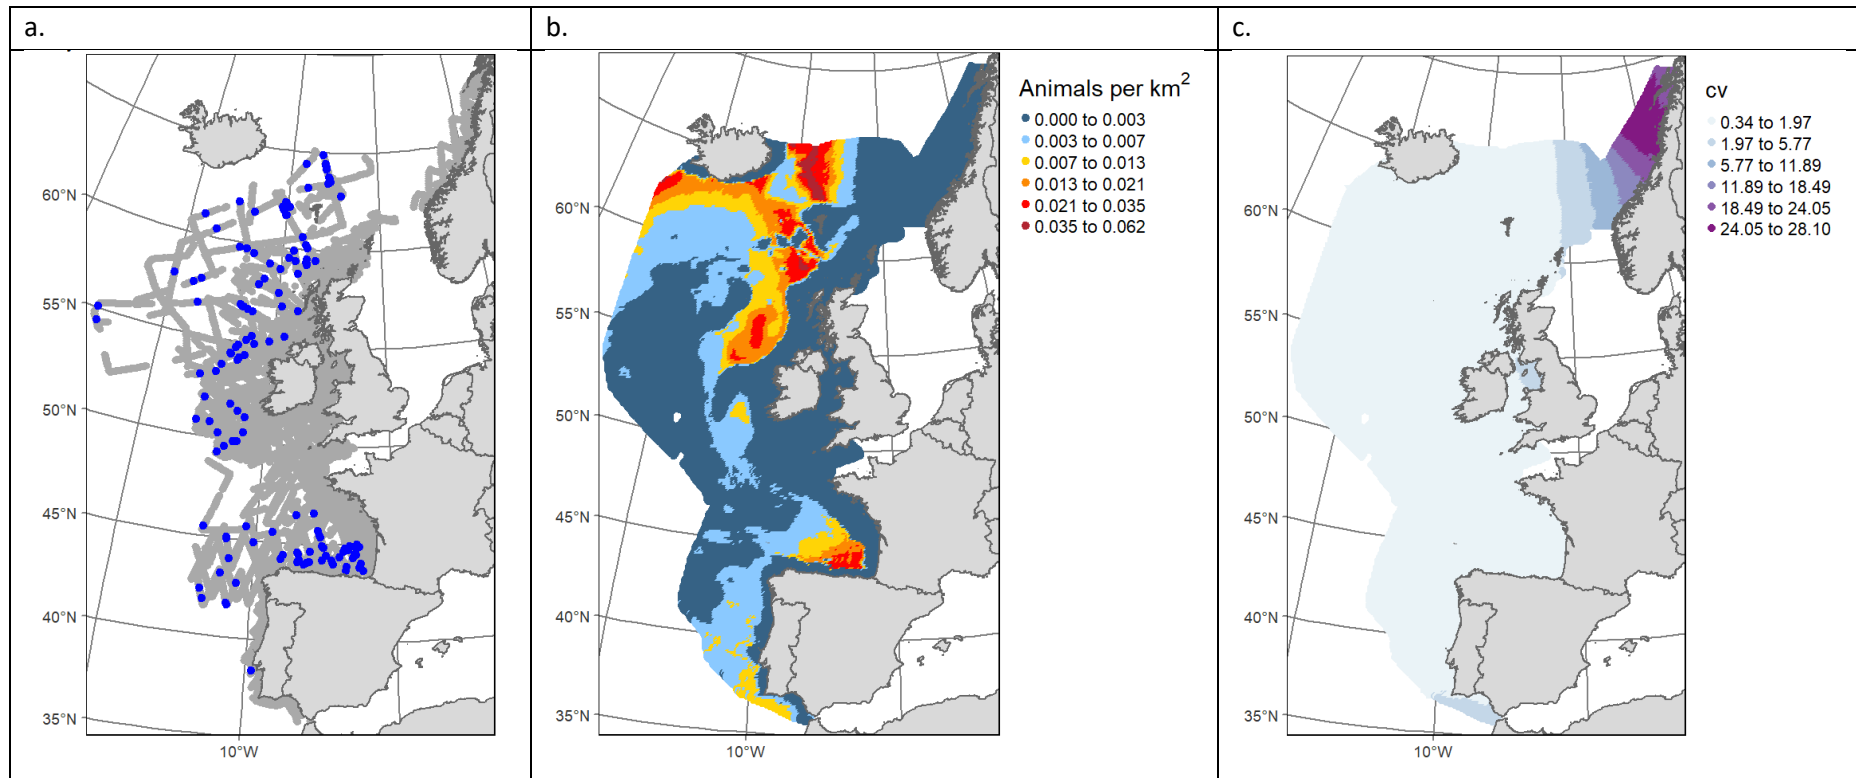 a.
60°N
55°N
50°N
45°N
40°N
35°N
10°W
b.
60°N
55°N
50°N
45°N
40°N
35°N
10°W
Animals per km²
0.000 to 0.003
0.003 to 0.007
0.007 to 0.013
0.013 to 0.021
0.021 to 0.035
0.035 to 0.062
c.
60°N
55°N
50°N
45°N
40°N
35°N
10°W
cv
0.34 to 1.97
1.97 to 5.77
5.77 to 11.89
11.89 to 18.49
18.49 to 24.05
24.05 to 28.10